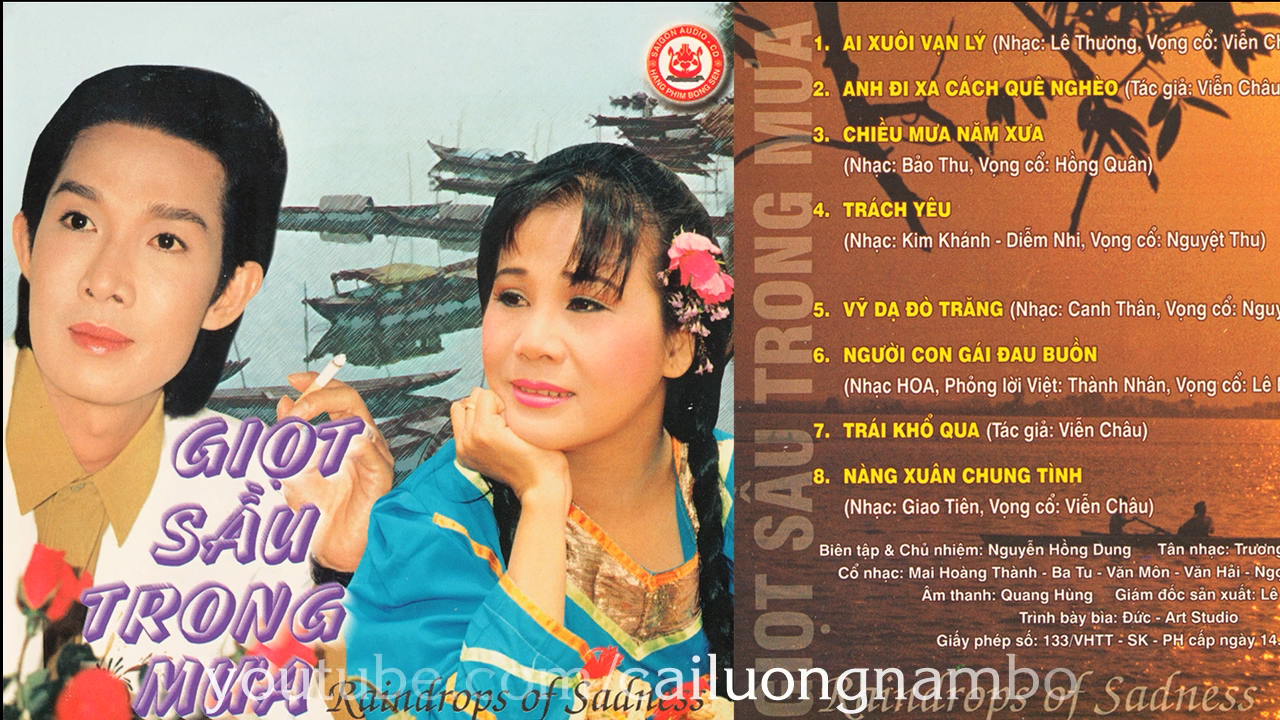 SAIGON AUDIO - CD
HÃNG PHIM BÔNG SEN
GIỌT
SẦU
TRONG
MƯA
Raindrops of Sadness
GIỌT SẦU TRONG MƯA
1. AI XUÔI VẠN LÝ (Nhạc: Lê Thương, Vọng cổ: Viễn
2. ANH ĐI XA CÁCH QUÊ NGHÈO (Tác giả: Viễn Châu
3. CHIỀU MƯA NĂM XƯA
(Nhạc: Bảo Thu, Vọng cổ: Hồng Quân)
4. TRÁCH YÊU
(Nhạc: Kim Khánh - Diễm Nhi, Vọng cổ: Nguyệt Thu)
5. VỸ DẠ ĐÒ TRĂNG (Nhạc: Canh Thân, Vọng cổ:
6. NGƯỜI CON GÁI ĐAU BUỒN
(Nhạc HOA, Phỏng lời Việt: Thành Nhân, Vọng cổ: Lê
7. TRÁI KHỔ QUA (Tác giả: Viễn Châu)
8. NÀNG XUÂN CHUNG TÌNH
(Nhạc: Giao Tiên, Vọng cổ: Viễn Châu)
Biên tập & Chủ nhiệm: Nguyễn Hồng Dung Tân nhạc: Trương
Cổ nhạc: Mai Hoàng Thành - Ba Tu - Văn Môn - Văn Hải -
Âm thanh: Quang Hùng Giám đốc sản xuất: Lê
Trình bày bìa: Đức - Art Studio
Giấy phép số: 133/VHTT - SK - PH cấp ngày 14
Raindrops of Sadness
youtube.com/cailuongnambo